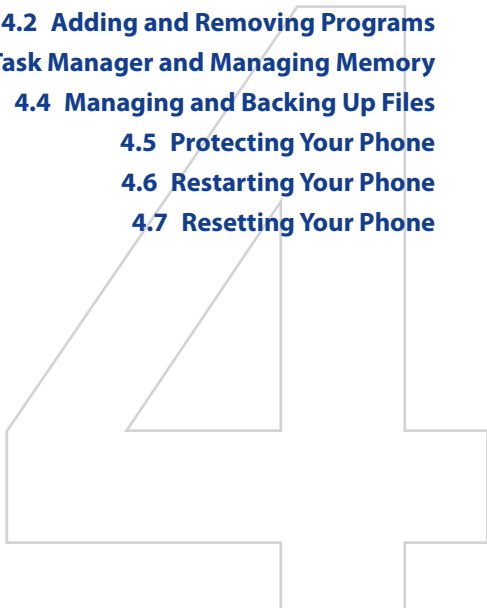 4.2 Adding and Removing Programs
Task Manager and Managing Memory
4.4 Managing and Backing Up Files
4.5 Protecting Your Phone
4.6 Restarting Your Phone
4.7 Resetting Your Phone
4